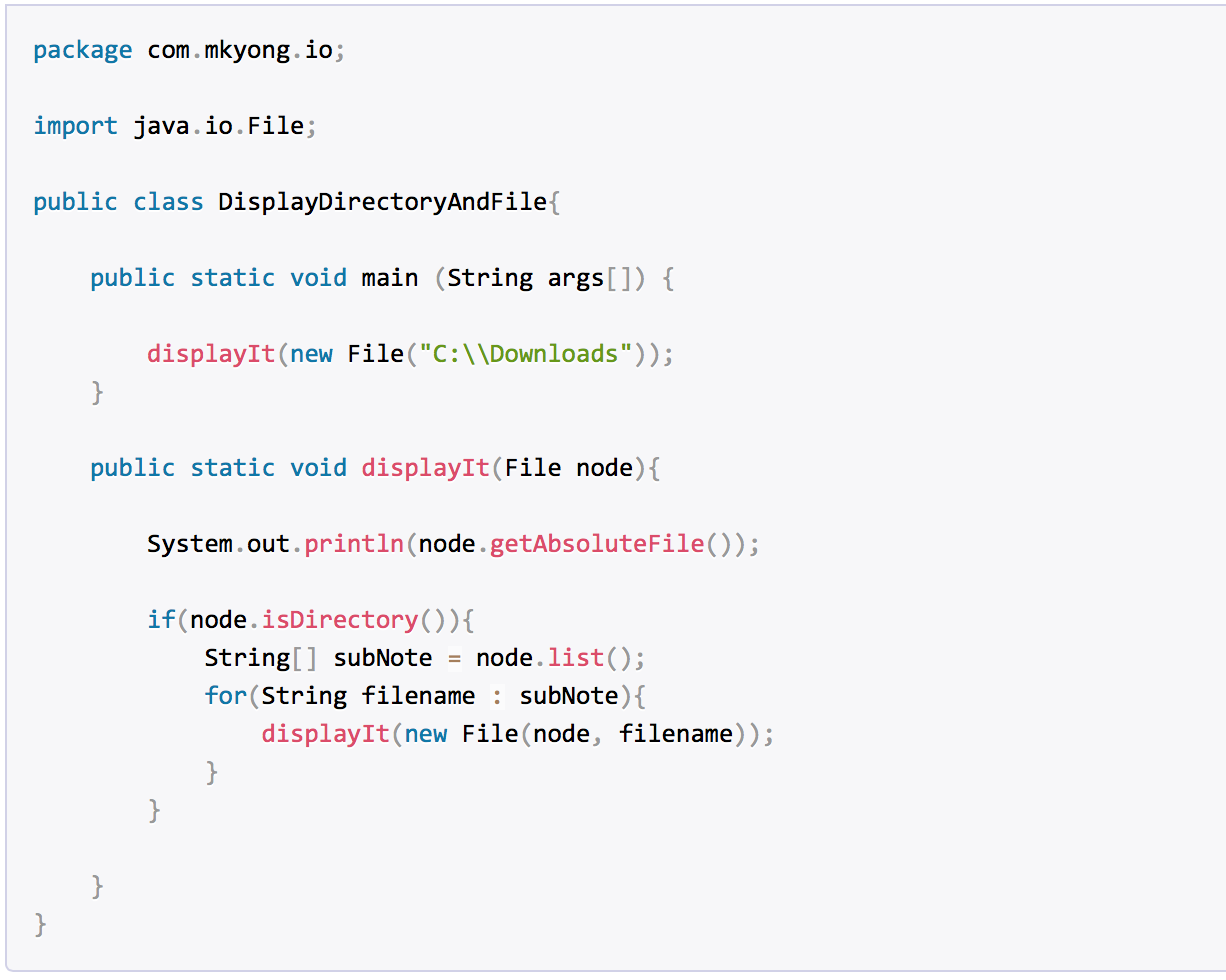 package com.mkyong.io;
import java.io.File;
public class DisplayDirectoryAndFile{
    public static void main (String args[]) {
        displayIt(new File("C:\\Downloads"));
    }
    public static void displayIt(File node){
        System.out.println(node.getAbsoluteFile());
        if(node.isDirectory()){
            String[] subNote = node.list();
            for(String filename : subNote){
                displayIt(new File(node, filename));
            }
        }
    }
}